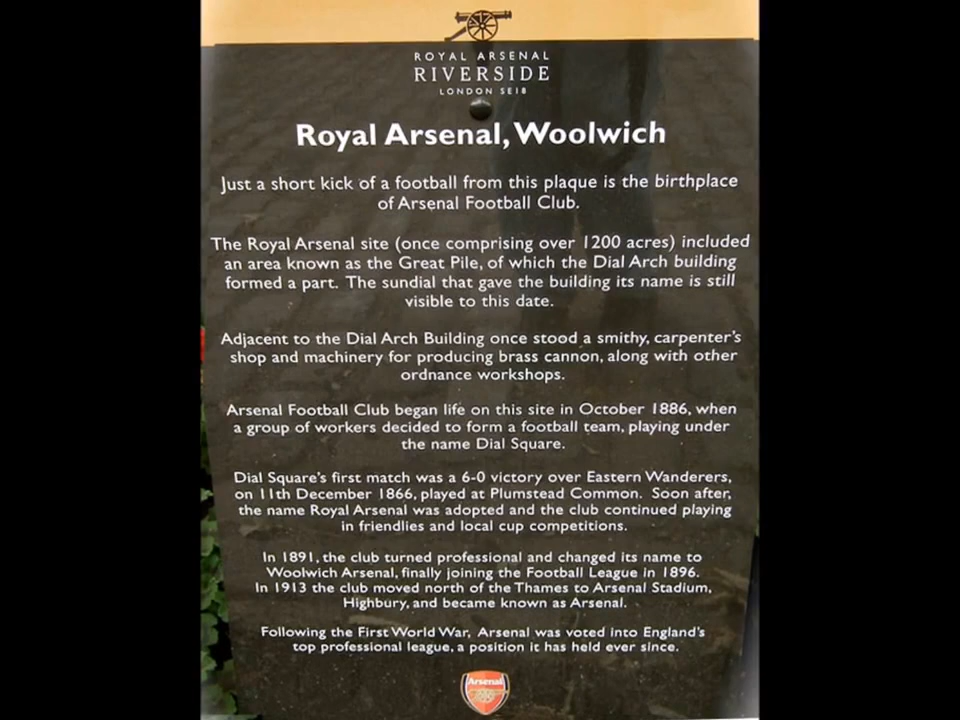 ROYAL ARSENAL
RIVERSIDE
LONDON SE18
Royal Arsenal, Woolwich
Just a short kick of a football from this plaque is the birthplace
of Arsenal Football Club.
The Royal Arsenal site (once comprising over 1200 acres) included
an area known as the Great Pile, of which the Dial Arch building
formed a part. The sundial that gave the building its name is still
visible to this date.
Adjacent to the Dial Arch Building once stood a smithy, carpenter's
shop and machinery for producing brass cannon, along with other
ordnance workshops.
Arsenal Football Club began life on this site in October 1886, when
a group of workers decided to form a football team, playing under
the name Dial Square.
Dial Square's first match was a 6-0 victory over Eastern Wanderers,
on 11th December 1866, played at Plumstead Common. Soon after,
the name Royal Arsenal was adopted and the club continued playing
in friendlies and local cup competitions.
In 1891, the club turned professional and changed its name to
Woolwich Arsenal, finally joining the Football League in 1896.
In 1913 the club moved north of the Thames to Arsenal Stadium,
Highbury, and became known as Arsenal.
Following the First World War, Arsenal was voted into England's
top professional league, a position it has held ever since.
Arsenal